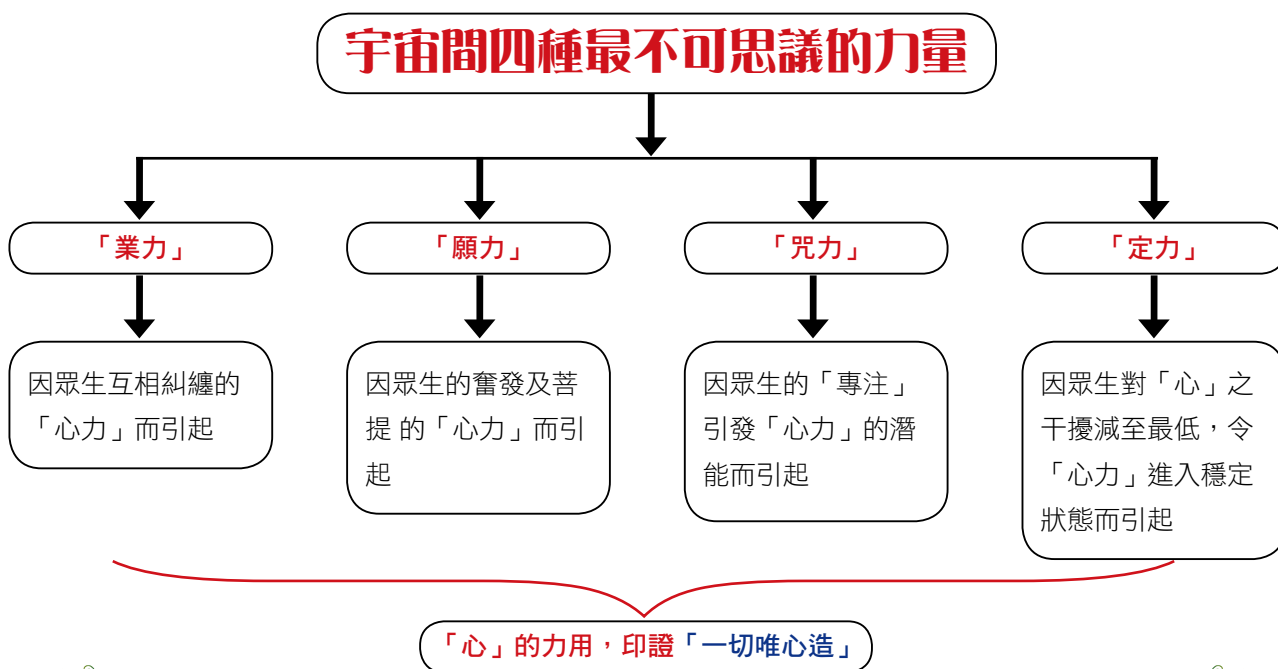 宇宙間四種最不可思議的力量
「業力」
「願力」
「咒力」
「定力」
因眾生互相糾纏的
「心力」而引起
因眾生的奮發及菩
提 的「心力」而引
起
因眾生的「專注」
引發「心力」的潛
能而引起
因眾生對「心」之
干擾減至最低，令
「心力」進入穩定
狀態而引起
「心」的力用，印證「一切唯心造」